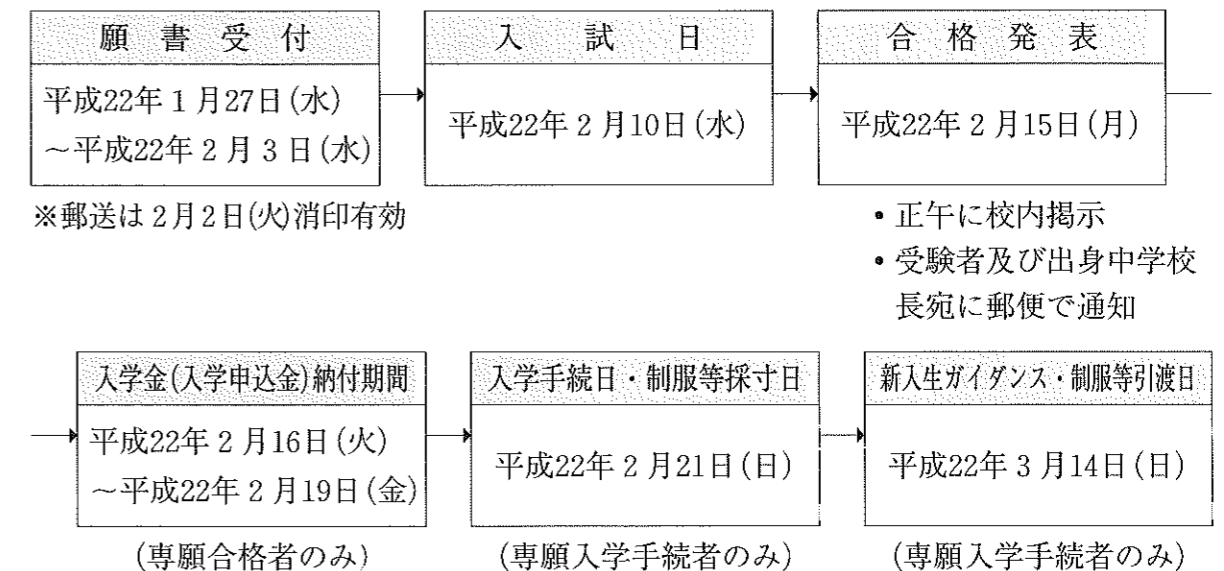 願書受付
平成22年1月27日(水)
～平成22年2月3日(水)
※郵送は2月2日(火)消印有効
入試日
平成22年2月10日(水)
合格発表
平成22年2月15日(月)
・正午に校内掲示
・受験者及び出身中学校
長宛に郵便で通知
入学金(入学申込金)納付期間
平成22年2月16日(火)
～平成22年2月19日(金)
(専願合格者のみ)
入学手続日・制服等採寸日
平成22年2月21日(日)
(専願入学手続者のみ)
新入生ガイダンス・制服等引渡日
平成22年3月14日(日)
(専願入学手続者のみ)